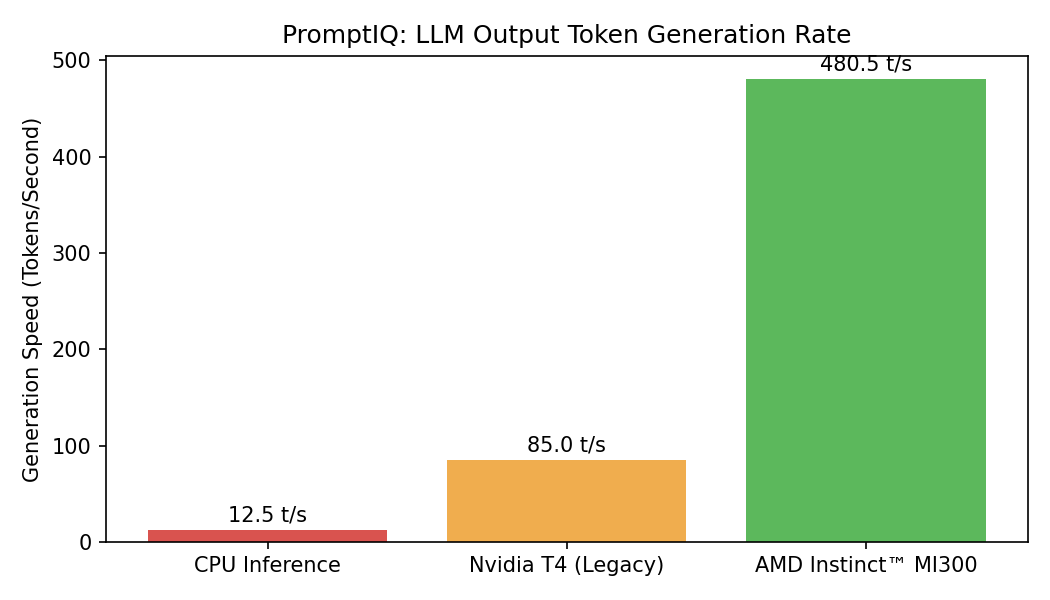 PromptIQ: LLM Output Token Generation Rate
Generation Speed (Tokens/Second)
500
400
300
200
100
0
480.5 t/s
85.0 t/s
12.5 t/s
CPU Inference
Nvidia T4 (Legacy)
AMD Instinct™ MI300